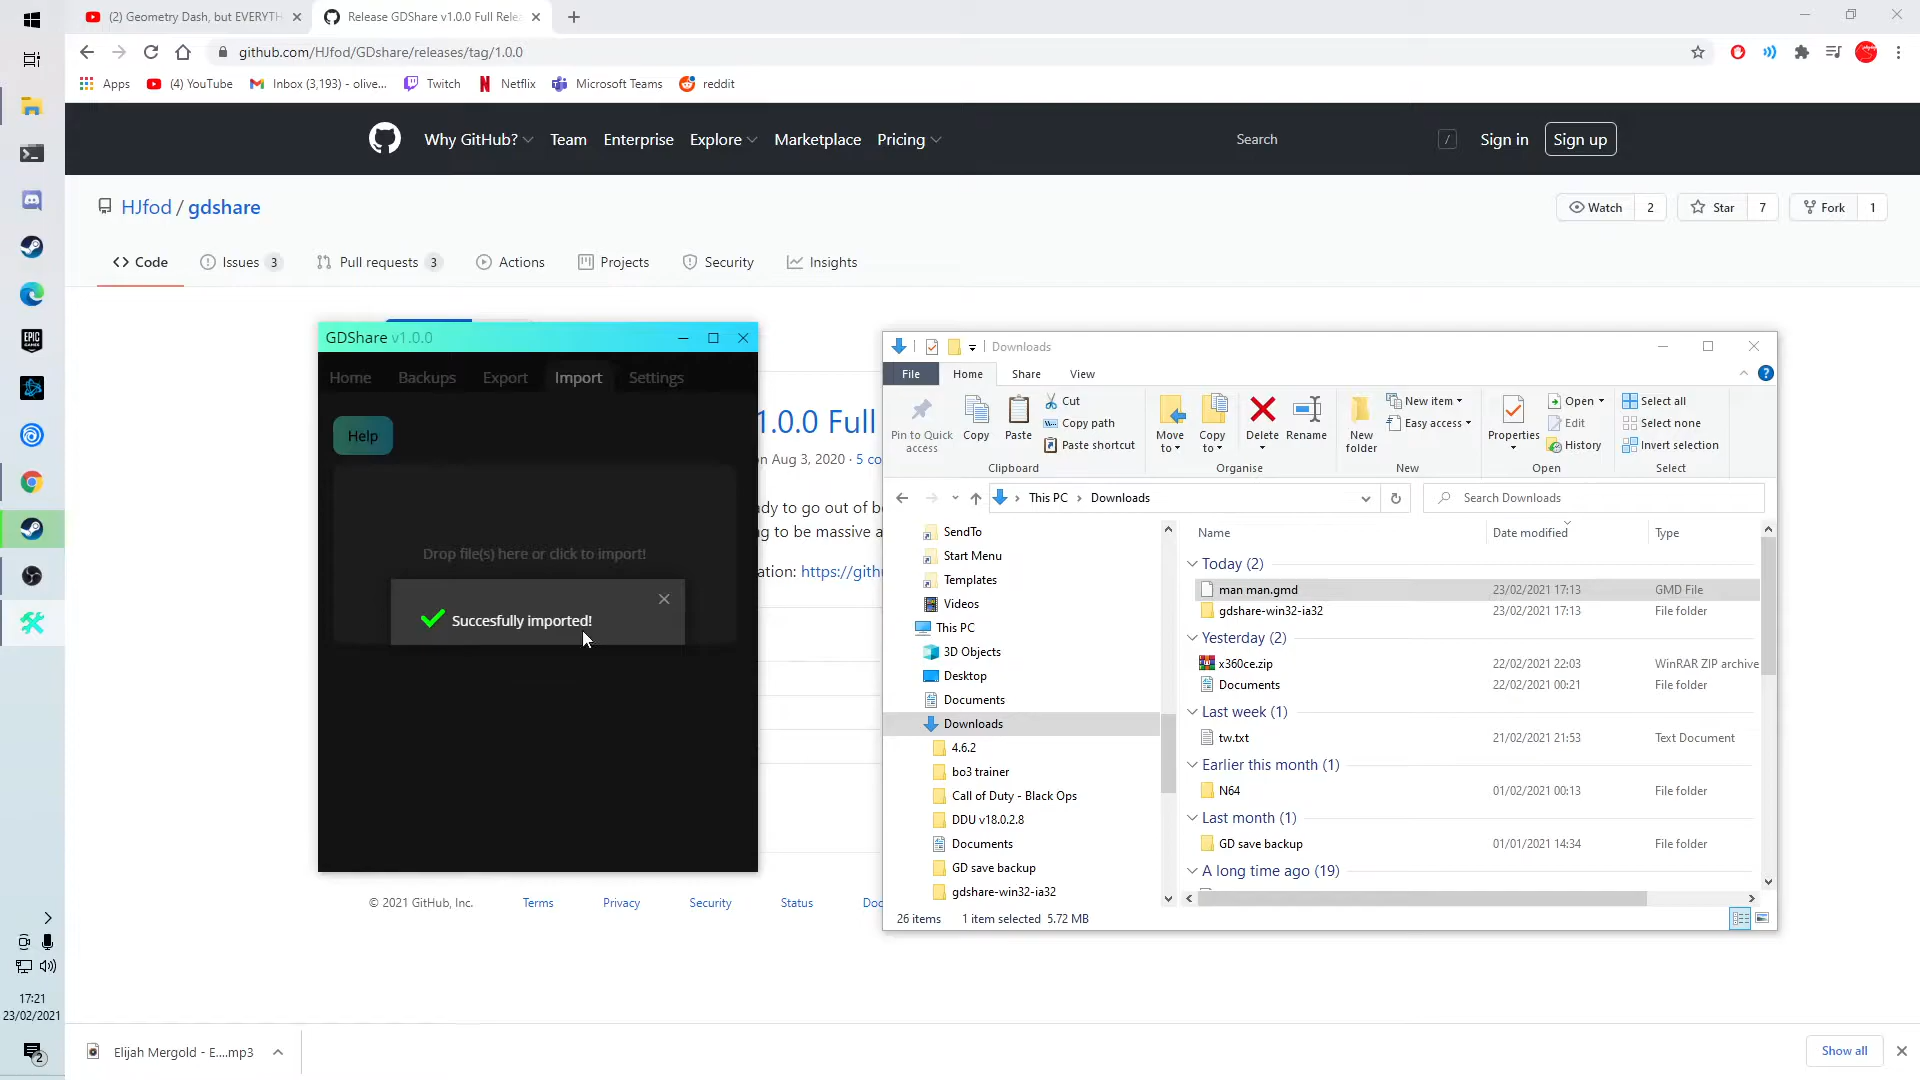 (2) Geometry Dash, but EVERYTH
Release GDShare v1.0.0 Full Rele
github.com/HJfod/GDshare/releases/tag/1.0.0
Apps
(4) YouTube
Inbox (3,193) - olive...
Twitch
Netflix
Microsoft Teams
reddit
Why GitHub?
Team
Enterprise
Explore
Marketplace
Pricing
Search
/
Sign in
Sign up
HJfod / gdshare
Watch 2
Star 7
Fork 1
Code
Issues 3
Pull requests 3
Actions
Projects
Security
Insights
GDShare v1.0.0
Home
Backups
Export
Import
Settings
Help
Drop file(s) here or click to import!
Succesfully imported!
1.0.0 Full
on Aug 3, 2020 · 5 co
dy to go out of b
g to be massive a
ation: https://gith
Downloads
File
Home
Share
View
Pin to Quick access
Copy
Paste
Cut
Copy path
Paste shortcut
Clipboard
Move to
Copy to
Delete
Rename
Organise
New folder
New item
Easy access
New
Properties
Open
Edit
History
Open
Select all
Select none
Invert selection
Select
This PC
Downloads
Search Downloads
SendTo
Start Menu
Templates
Videos
This PC
3D Objects
Desktop
Documents
Downloads
4.6.2
bo3 trainer
Call of Duty - Black Ops
DDU v18.0.2.8
Documents
GD save backup
gdshare-win32-ia32
Name
Date modified
Type
Today (2)
man man.gmd 23/02/2021 17:13 GMD File
gdshare-win32-ia32 23/02/2021 17:13 File folder
Yesterday (2)
x360ce.zip 22/02/2021 22:03 WinRAR ZIP archive
Documents 22/02/2021 00:21 File folder
Last week (1)
tw.txt 21/02/2021 21:53 Text Document
Earlier this month (1)
N64 01/02/2021 00:13 File folder
Last month (1)
GD save backup 01/01/2021 14:34 File folder
A long time ago (19)
26 items
1 item selected 5.72 MB
© 2021 GitHub, Inc.
Terms
Privacy
Security
Status
Doc
EPIC GAMES
17:21
23/02/2021
2
Elijah Mergold - E....mp3
Show all